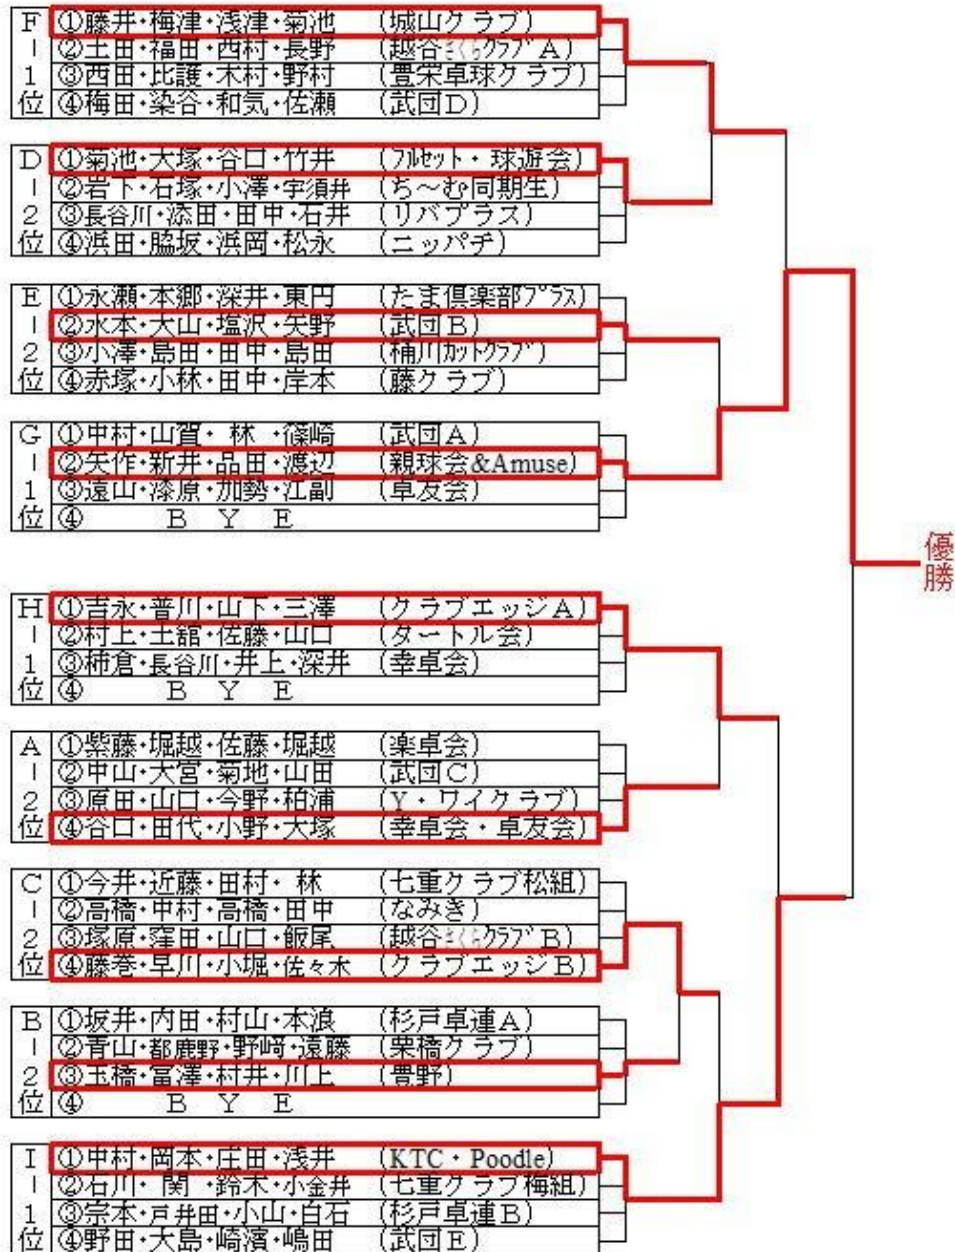 F ①藤井・梅津・浅津・菊池 (城山クラブ)
| ②土田・福田・西村・長野 (越谷さくらｸﾗﾌﾞA)
1 ③西田・比護・木村・野村 (豊栄卓球クラブ)
位 ④梅田・染谷・和気・佐瀬 (武団D)
D ①菊池・大塚・谷口・竹井 (ﾌﾙｾｯﾄ・球遊会)
| ②岩下・石塚・小澤・宇須井 (ち～む同期生)
2 ③長谷川・添田・田中・石井 (リバプラス)
位 ④浜田・脇坂・浜岡・松永 (ニッパチ)
E ①永瀬・本郷・深井・東円 (たま倶楽部ﾌﾟﾗｽ)
| ②水本・大山・塩沢・矢野 (武団B)
2 ③小澤・島田・田中・島田 (桶川ｶｯﾄｸﾗﾌﾞ)
位 ④赤塚・小林・田中・岸本 (藤クラブ)
G ①中村・山賀・林・篠崎 (武団A)
| ②矢作・新井・品田・渡辺 (親球会&Amuse)
1 ③遠山・漆原・加勢・江副 (卓友会)
位 ④ BYE
優勝
H ①吉永・普川・山下・三澤 (クラブエッジA)
| ②村上・土舘・佐藤・山口 (タートル会)
1 ③柿倉・長谷川・井上・深井 (幸卓会)
位 ④ BYE
A ①紫藤・堀越・佐藤・堀越 (楽卓会)
| ②中山・大宮・菊地・山田 (武団C)
2 ③原田・山口・今野・柏浦 (Y・ワイクラブ)
位 ④谷口・田代・小野・大塚 (幸卓会・卓友会)
C ①今井・近藤・田村・林 (七重クラブ松組)
| ②高橋・中村・高橋・田中 (なみき)
2 ③塚原・窪田・山口・飯尾 (越谷さくらｸﾗﾌﾞB)
位 ④藤巻・早川・小堀・佐々木 (クラブエッジB)
B ①坂井・内田・村山・本浪 (杉戸卓連A)
| ②青山・都鹿野・野﨑・遠藤 (栗橋クラブ)
2 ③玉橋・冨澤・村井・川上 (豊野)
位 ④ BYE
I ①中村・岡本・庄田・浅井 (KTC・Poodle)
| ②石川・関・鈴木・小金井 (七重クラブ梅組)
1 ③宗本・戸井田・小山・白石 (杉戸卓連B)
位 ④野田・大島・崎濱・嶋田 (武団E)